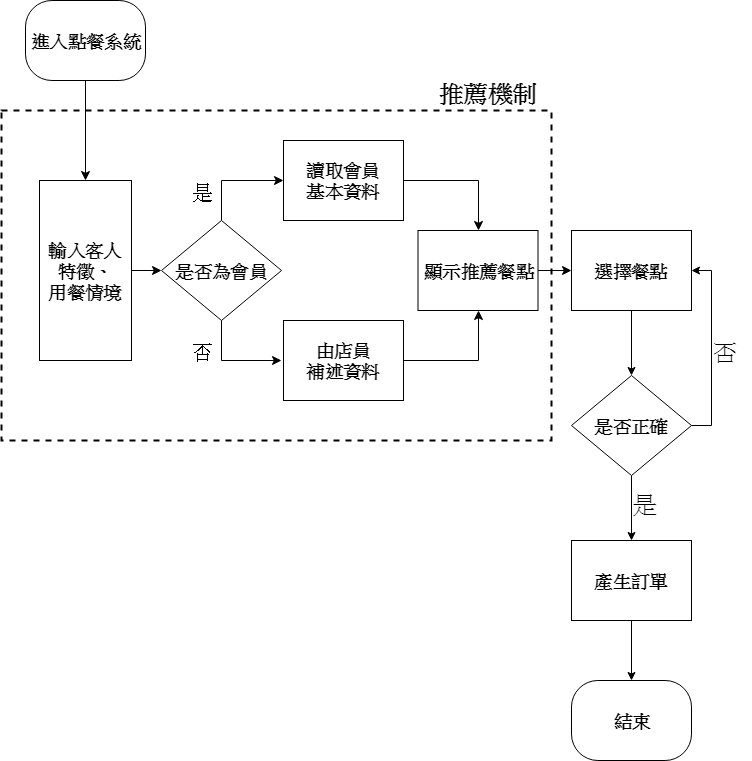 進入點餐系統
推薦機制
輸入客人
特徵、
用餐情境
是否為會員
是
讀取會員
基本資料
否
由店員
補述資料
顯示推薦餐點
選擇餐點
是否正確
否
是
產生訂單
結束